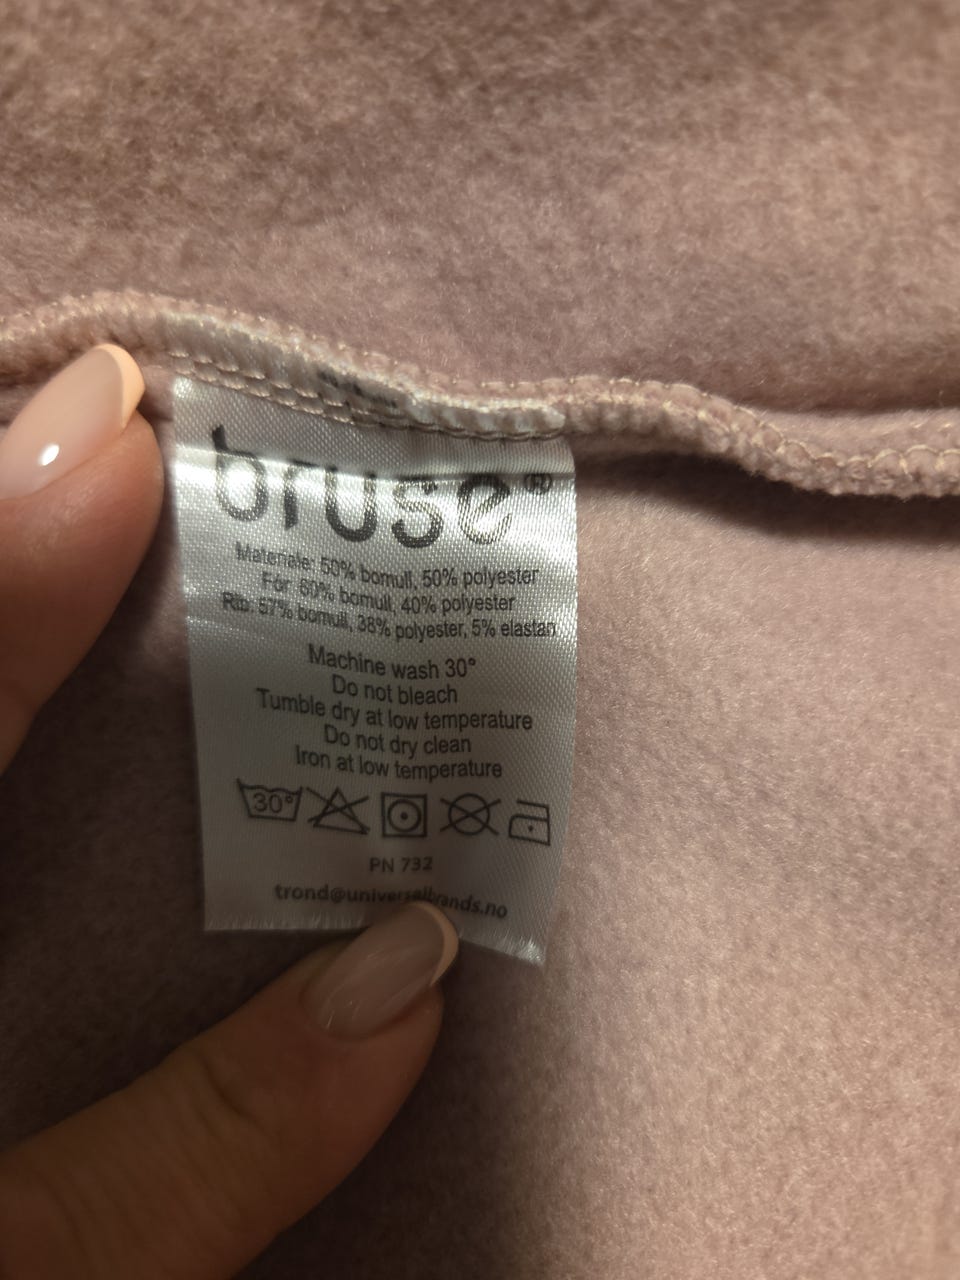 bruse®
Materiale: 50% bomull, 50% polyester
Fór: 60% bomull, 40% polyester
Rib: 57% bomull, 38% polyester, 5% elastan
Machine wash 30°
Do not bleach
Tumble dry at low temperature
Do not dry clean
Iron at low temperature
30°
PN 732
trond@universalbrands.no